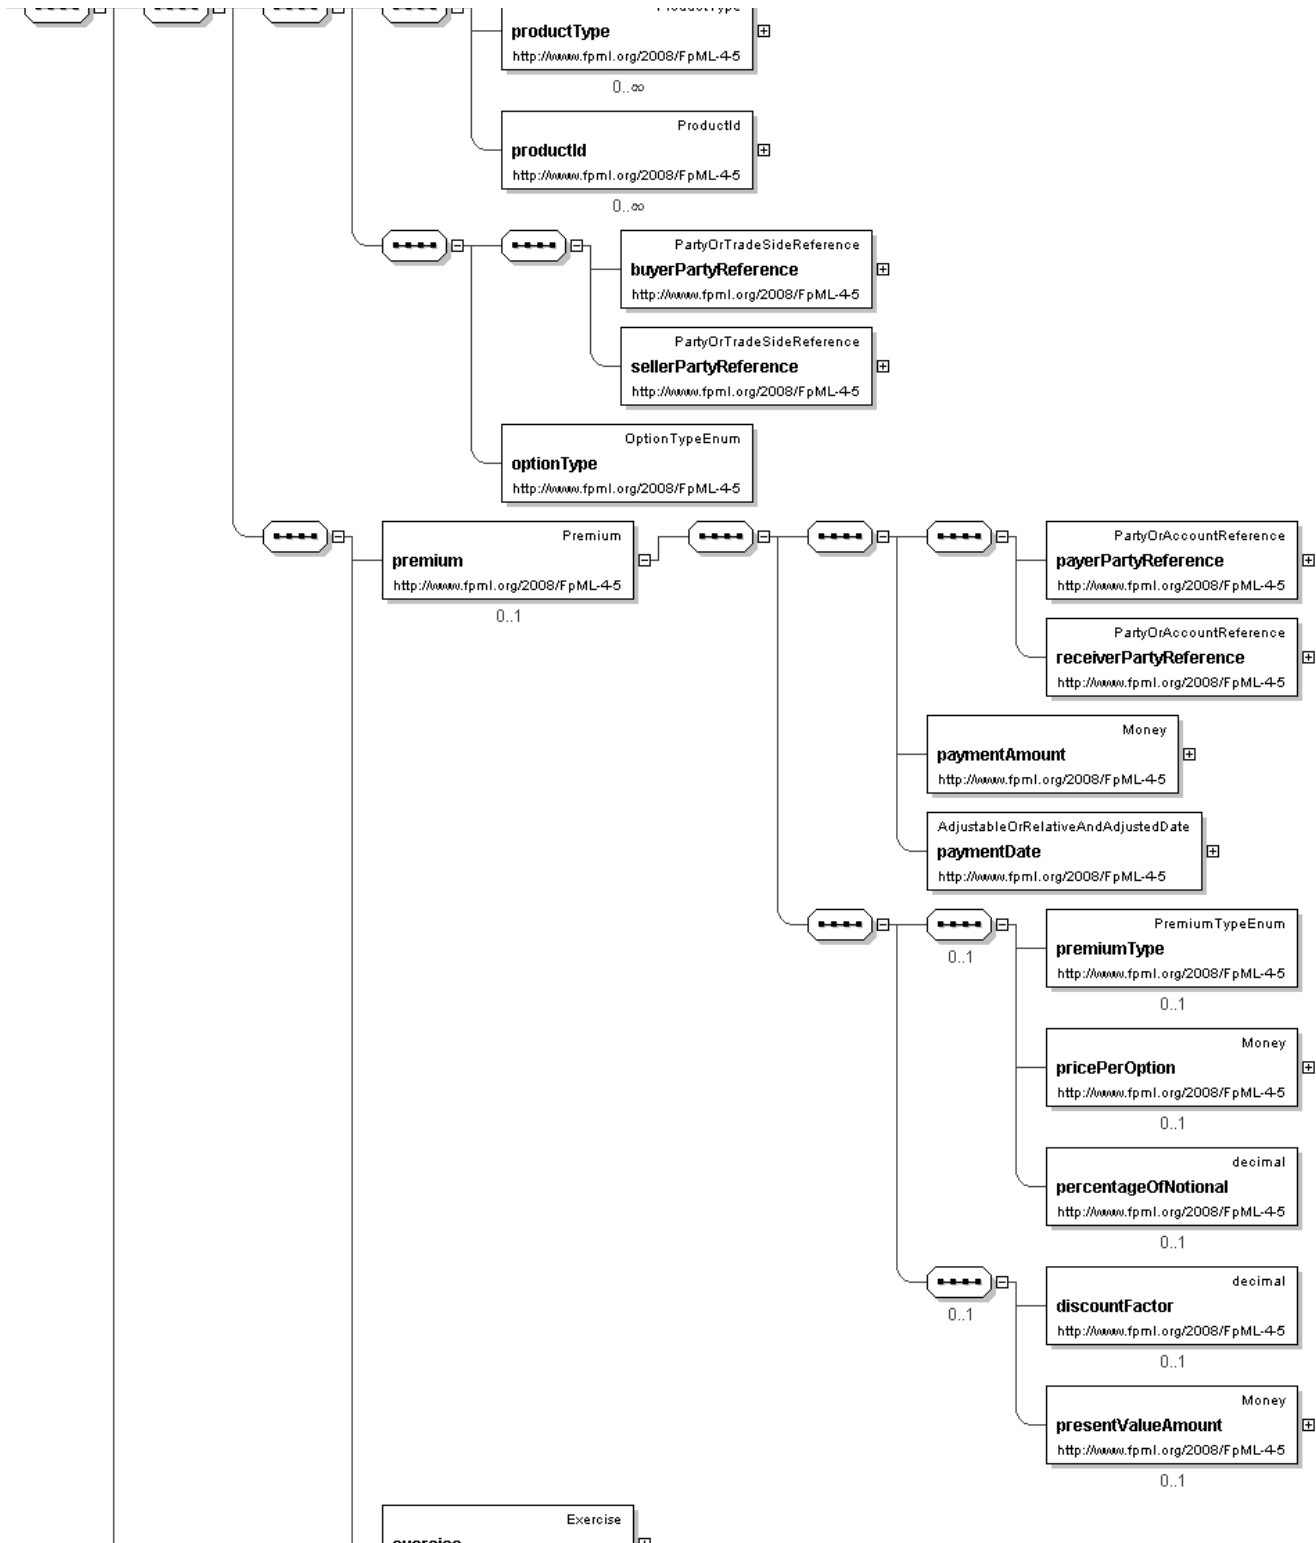 ProductType
productType
http://www.fpml.org/2008/FpML-4-5
0..∞
ProductId
productId
http://www.fpml.org/2008/FpML-4-5
0..∞
PartyOrTradeSideReference
buyerPartyReference
http://www.fpml.org/2008/FpML-4-5
PartyOrTradeSideReference
sellerPartyReference
http://www.fpml.org/2008/FpML-4-5
OptionTypeEnum
optionType
http://www.fpml.org/2008/FpML-4-5
Premium
premium
http://www.fpml.org/2008/FpML-4-5
0..1
PartyOrAccountReference
payerPartyReference
http://www.fpml.org/2008/FpML-4-5
PartyOrAccountReference
receiverPartyReference
http://www.fpml.org/2008/FpML-4-5
Money
paymentAmount
http://www.fpml.org/2008/FpML-4-5
AdjustableOrRelativeAndAdjustedDate
paymentDate
http://www.fpml.org/2008/FpML-4-5
0..1
PremiumTypeEnum
premiumType
http://www.fpml.org/2008/FpML-4-5
0..1
Money
pricePerOption
http://www.fpml.org/2008/FpML-4-5
0..1
decimal
percentageOfNotional
http://www.fpml.org/2008/FpML-4-5
0..1
0..1
decimal
discountFactor
http://www.fpml.org/2008/FpML-4-5
0..1
Money
presentValueAmount
http://www.fpml.org/2008/FpML-4-5
0..1
Exercise
exercise